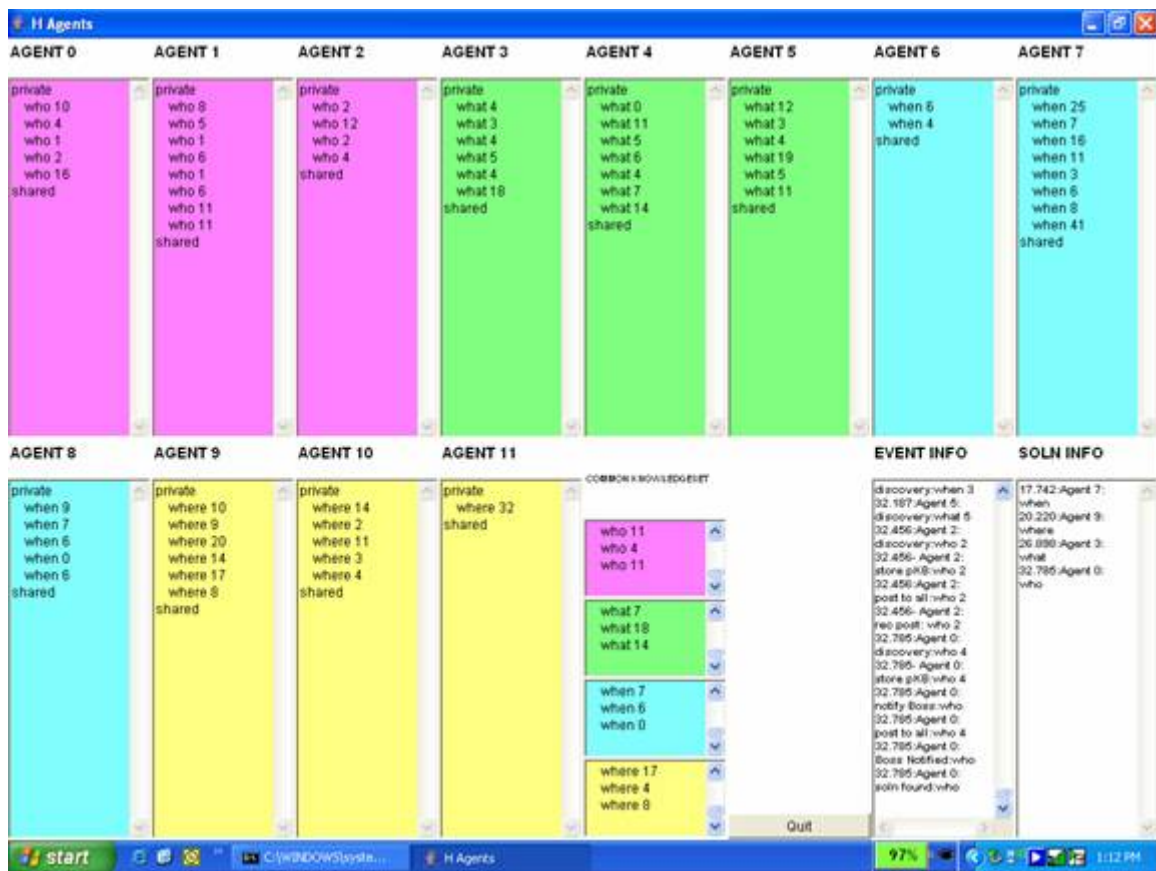 H Agents
AGENT 0
private
who 10
who 4
who 1
who 2
who 16
shared
AGENT 1
private
who 8
who 5
who 1
who 6
who 1
who 6
who 11
who 11
shared
AGENT 2
private
who 2
who 12
who 2
who 4
shared
AGENT 3
private
what 4
what 3
what 4
what 5
what 4
what 18
shared
AGENT 4
private
what 0
what 11
what 5
what 6
what 4
what 7
what 14
shared
AGENT 5
private
what 12
what 3
what 4
what 19
what 5
what 11
shared
AGENT 6
private
when 6
when 4
shared
AGENT 7
private
when 25
when 7
when 16
when 11
when 3
when 6
when 8
when 41
shared
AGENT 8
private
when 9
when 7
when 6
when 0
when 6
shared
AGENT 9
private
where 10
where 9
where 20
where 14
where 17
where 8
shared
AGENT 10
private
where 14
where 2
where 11
where 3
where 4
shared
AGENT 11
private
where 32
shared
COMMON KNOWLEDGE SET
who 11
who 4
who 11
what 7
what 18
what 14
when 7
when 6
when 0
where 17
where 4
where 8
Quit
EVENT INFO
discovery:when 3
32.187:Agent 5:
discovery:what 5
32.456:Agent 2:
discovery:who 2
32.456- Agent 2:
store pKB:who 2
32.456:Agent 2:
post to all:who 2
32.456- Agent 2:
rec post: who 2
32.785:Agent 0:
discovery:who 4
32.785- Agent 0:
store pKB:who 4
32.785:Agent 0:
notify Boss:who
32.785:Agent 0:
post to all:who 4
32.785:Agent 0:
Boss Notified:who
32.785:Agent 0:
soln found:who
SOLN INFO
17.742:Agent 7:
when
20.220:Agent 9:
where
26.898:Agent 3:
what
32.785:Agent 0:
who
start
C:\WINDOWS\syste...
H Agents
97%
1:12 PM